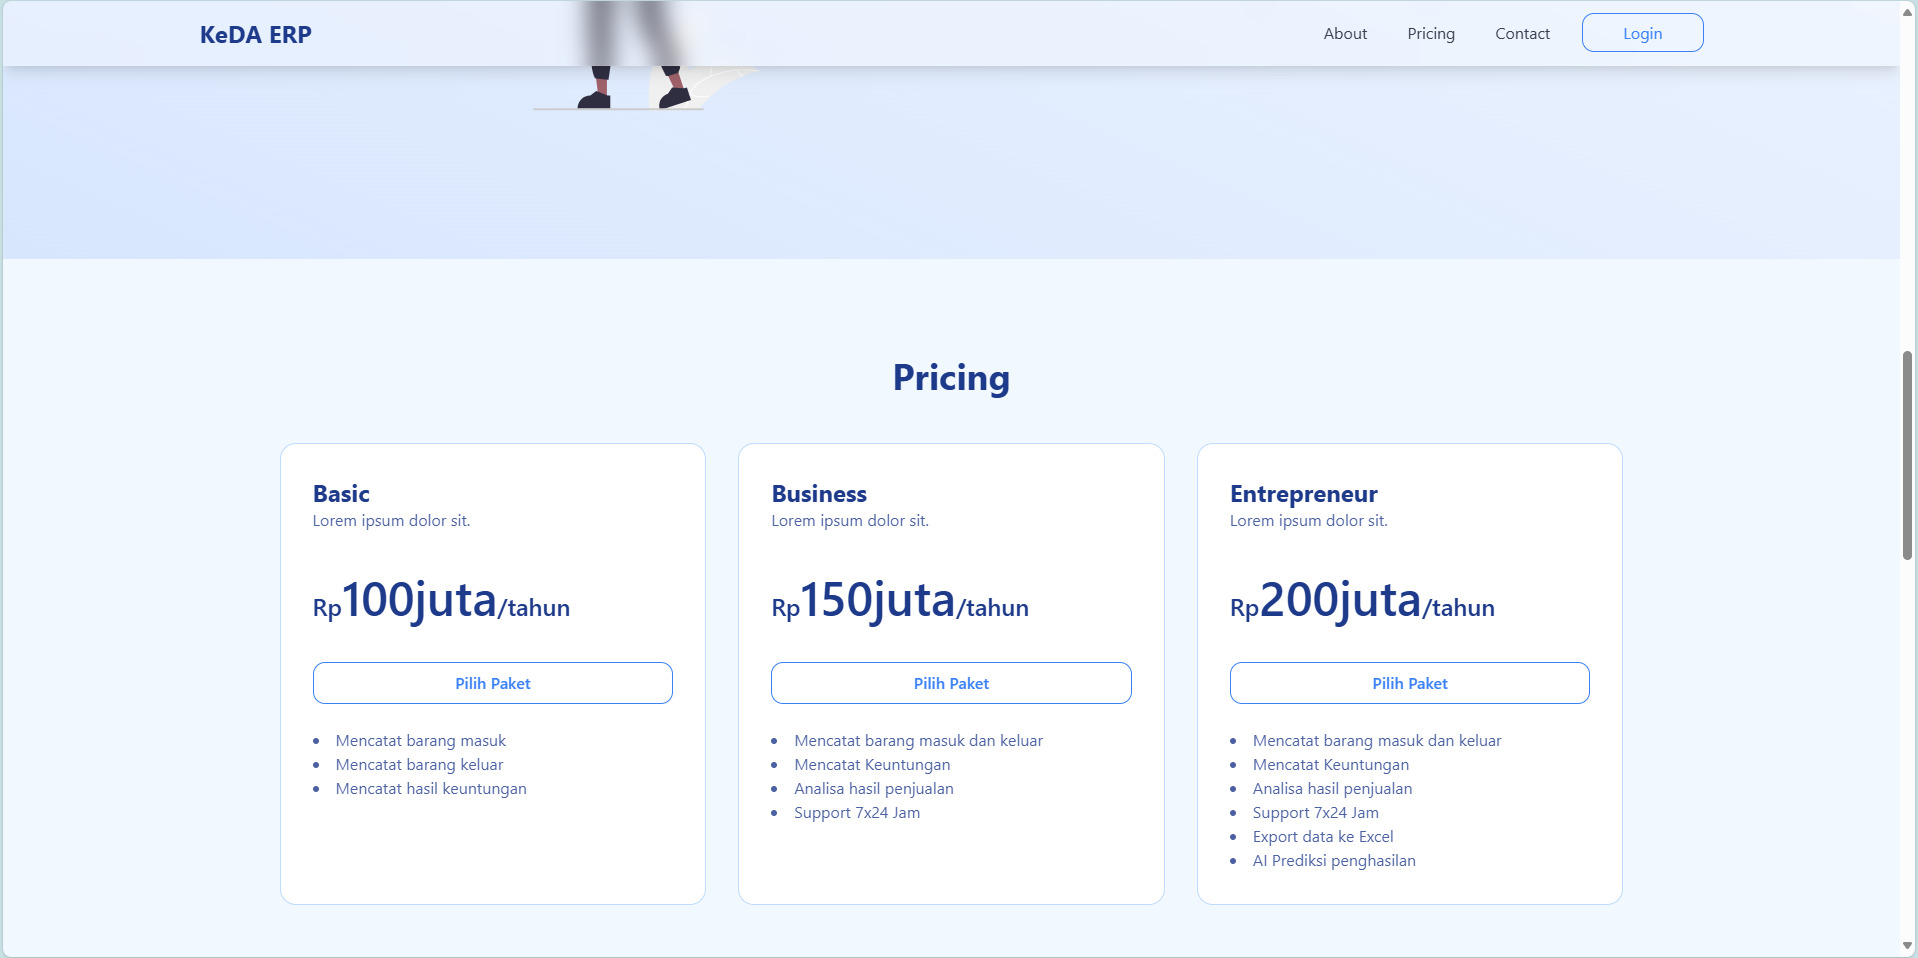 KeDA ERP
About
Pricing
Contact
Login
Pricing
Basic
Lorem ipsum dolor sit.
Rp100juta/tahun
Pilih Paket
Mencatat barang masuk
Mencatat barang keluar
Mencatat hasil keuntungan
Business
Lorem ipsum dolor sit.
Rp150juta/tahun
Pilih Paket
Mencatat barang masuk dan keluar
Mencatat Keuntungan
Analisa hasil penjualan
Support 7x24 Jam
Entrepreneur
Lorem ipsum dolor sit.
Rp200juta/tahun
Pilih Paket
Mencatat barang masuk dan keluar
Mencatat Keuntungan
Analisa hasil penjualan
Support 7x24 Jam
Export data ke Excel
AI Prediksi penghasilan